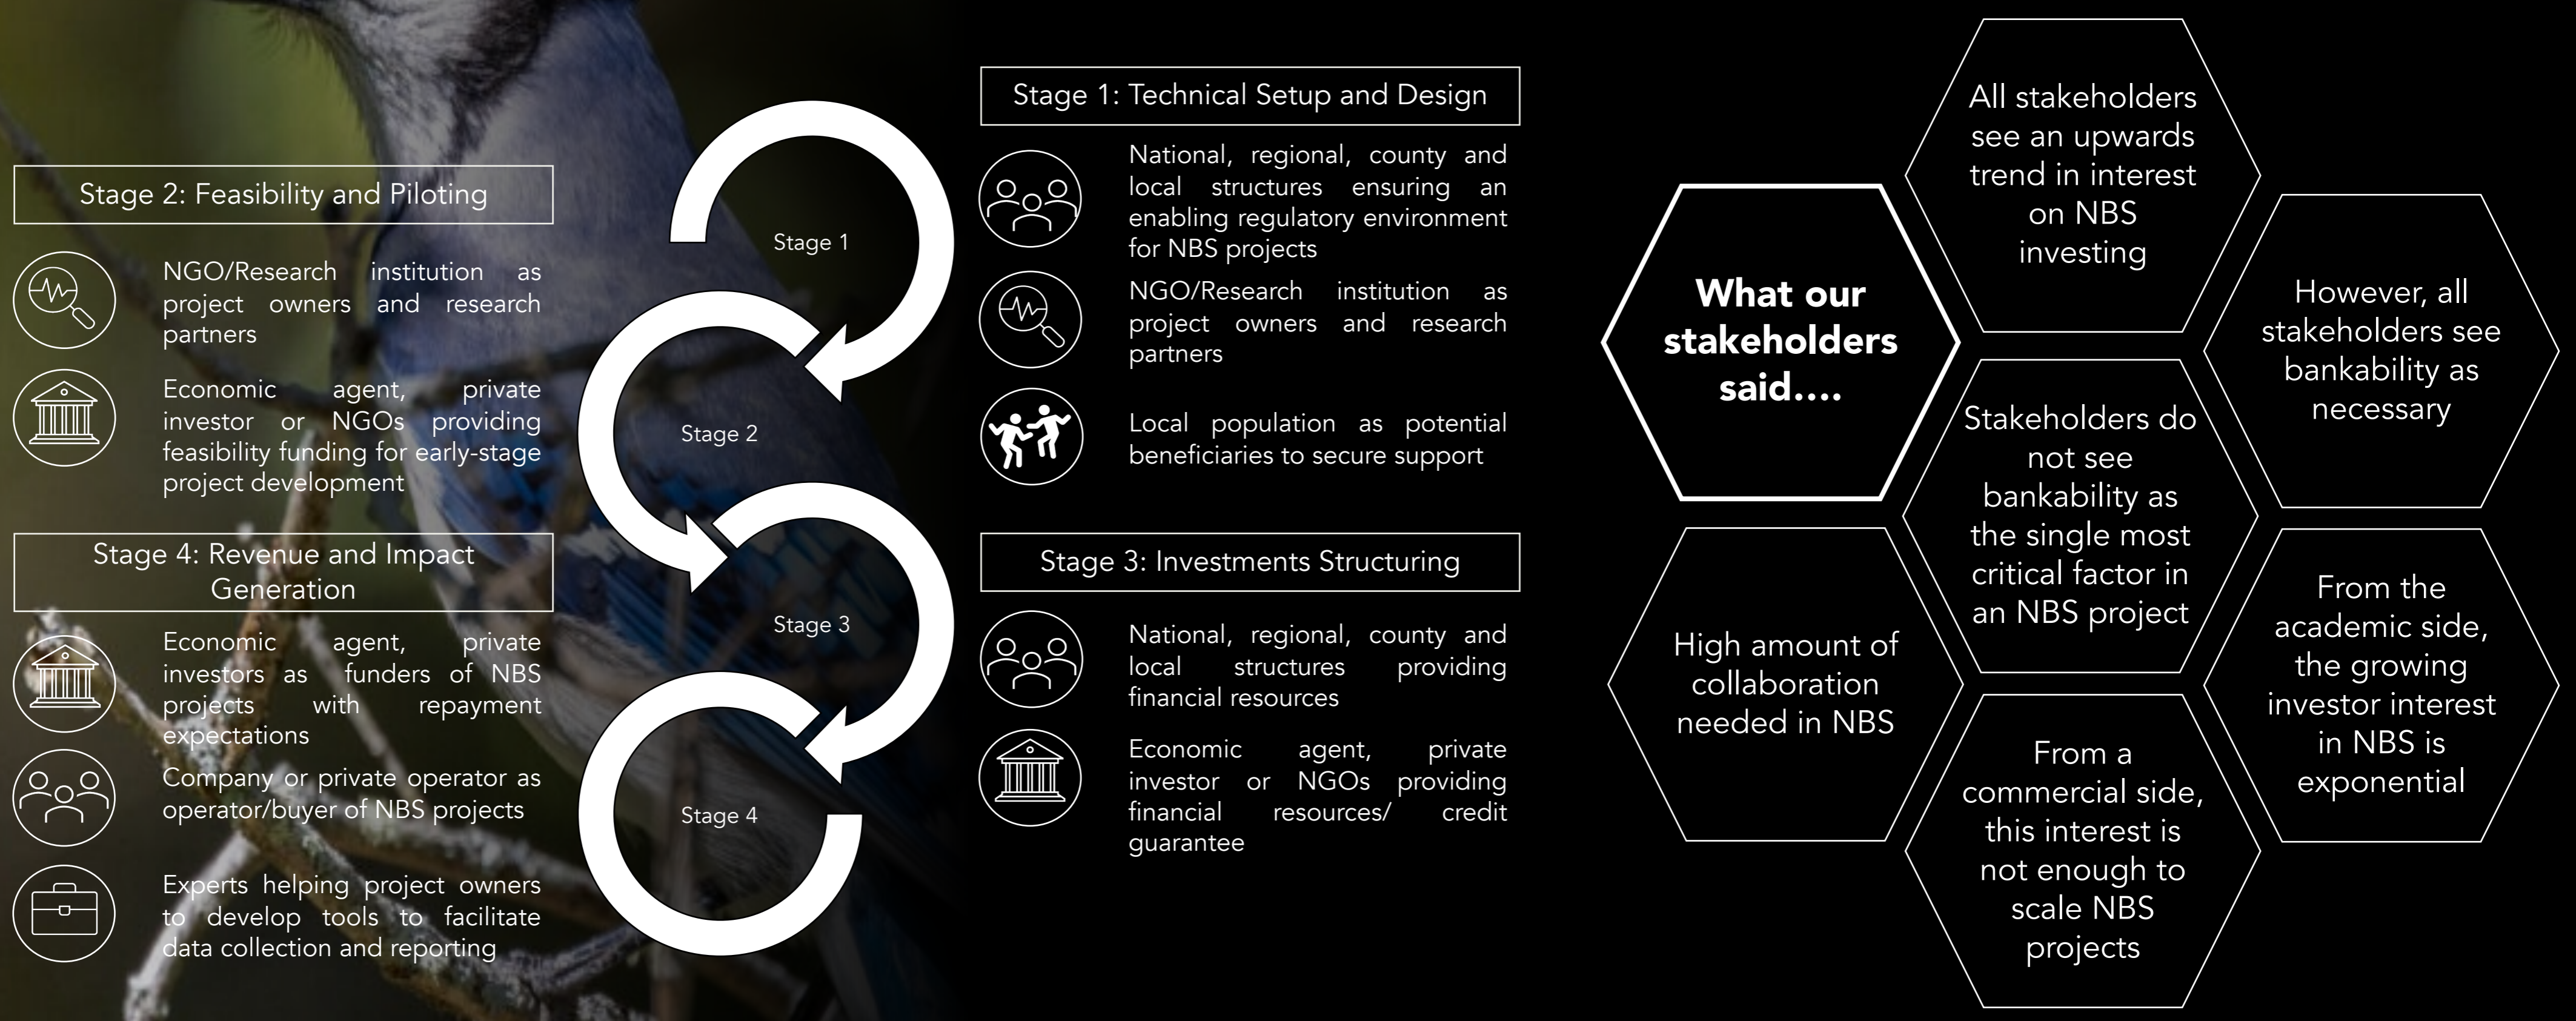 Stage 1: Technical Setup and Design
National, regional, county and
local structures ensuring an
enabling regulatory environment
for NBS projects
NGO/Research institution as
project owners and research
partners
Local population as potential
beneficiaries to secure support
Stage 2: Feasibility and Piloting
NGO/Research institution as
project owners and research
partners
Economic agent, private
investor or NGOs providing
feasibility funding for early-stage
project development
Stage 3: Investments Structuring
National, regional, county and
local structures providing
financial resources
Economic agent, private
investor or NGOs providing
financial resources/ credit
guarantee
Stage 4: Revenue and Impact
Generation
Economic agent, private
investors as funders of NBS
projects with repayment
expectations
Company or private operator as
operator/buyer of NBS projects
Experts helping project owners
to develop tools to facilitate
data collection and reporting
Stage 1
Stage 2
Stage 3
Stage 4
What our
stakeholders
said....
All stakeholders
see an upwards
trend in interest
on NBS
investing
However, all
stakeholders see
bankability as
necessary
Stakeholders do
not see
bankability as
the single most
critical factor in
an NBS project
High amount of
collaboration
needed in NBS
From the
academic side,
the growing
investor interest
in NBS is
exponential
From a
commercial side,
this interest is
not enough to
scale NBS
projects